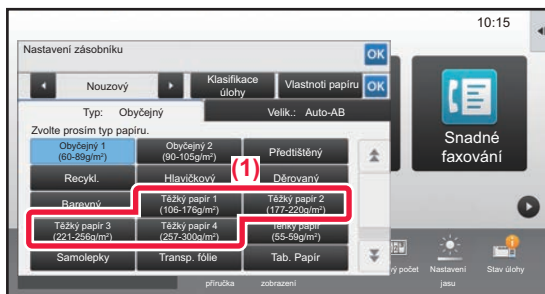 10:15
Nastavení zásobníku
OK
Nouzový
Klasifikace
úlohy
Vlastnoti papíru
OK
Typ: Obyčejný
Velik.: Auto-AB
Zvolte prosím typ papíru.
Obyčejný 1
(60-89g/m²)
Obyčejný 2
(90-105g/m²)
Předtištěný
Recykl.
Hlavičkový
(1)
Děrovaný
Barevný
Těžký papír 1
(106-176g/m²)
Těžký papír 2
(177-220g/m²)
Těžký papír 3
(221-256g/m²)
Těžký papír 4
(257-300g/m²)
Tenký papír
(55-59g/m²)
Samolepky
Transp. fólie
Tab. Papír
Snadné
faxování
příručka
zobrazení
počet
Nastavení
jasu
Stav úlohy